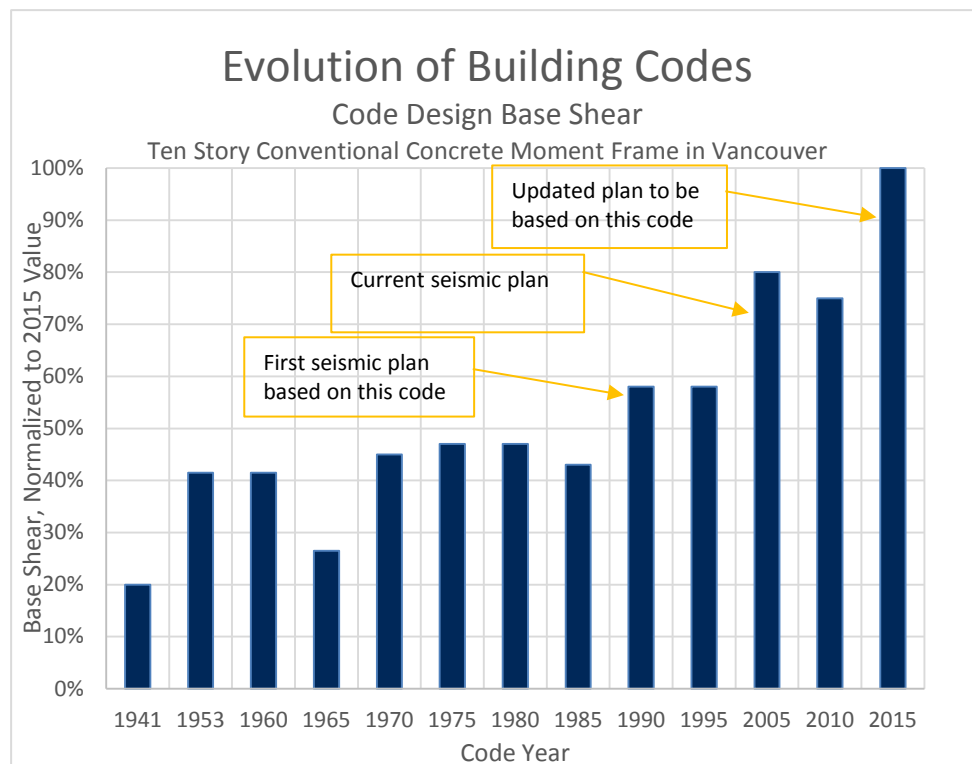 Evolution of Building Codes
Code Design Base Shear
Ten Story Conventional Concrete Moment Frame in Vancouver
Base Shear, Normalized to 2015 Value
100%
90%
80%
70%
60%
50%
40%
30%
20%
10%
0%
Updated plan to be
based on this code
Current seismic plan
First seismic plan
based on this code
1941 1953 1960 1965 1970 1975 1980 1985 1990 1995 2005 2010 2015
Code Year